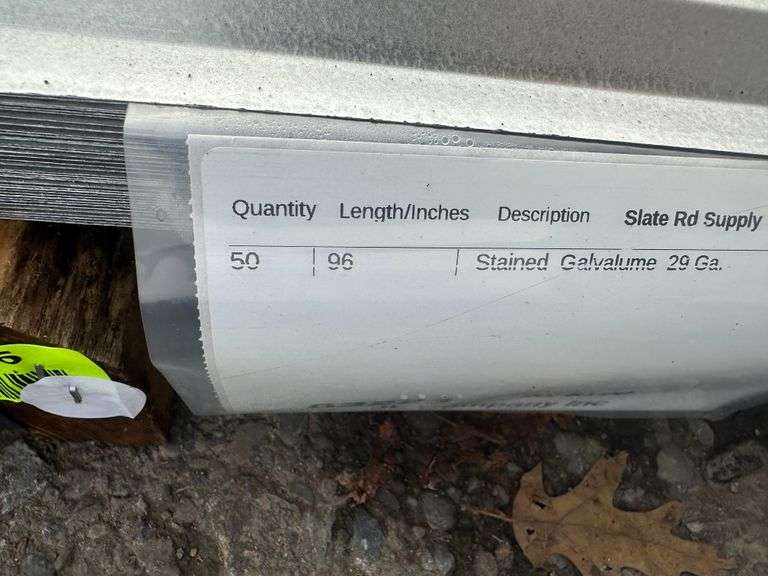 Quantity Length/Inches Description Slate Rd Supply
50 96 Stained Galvalume 29 Ga.